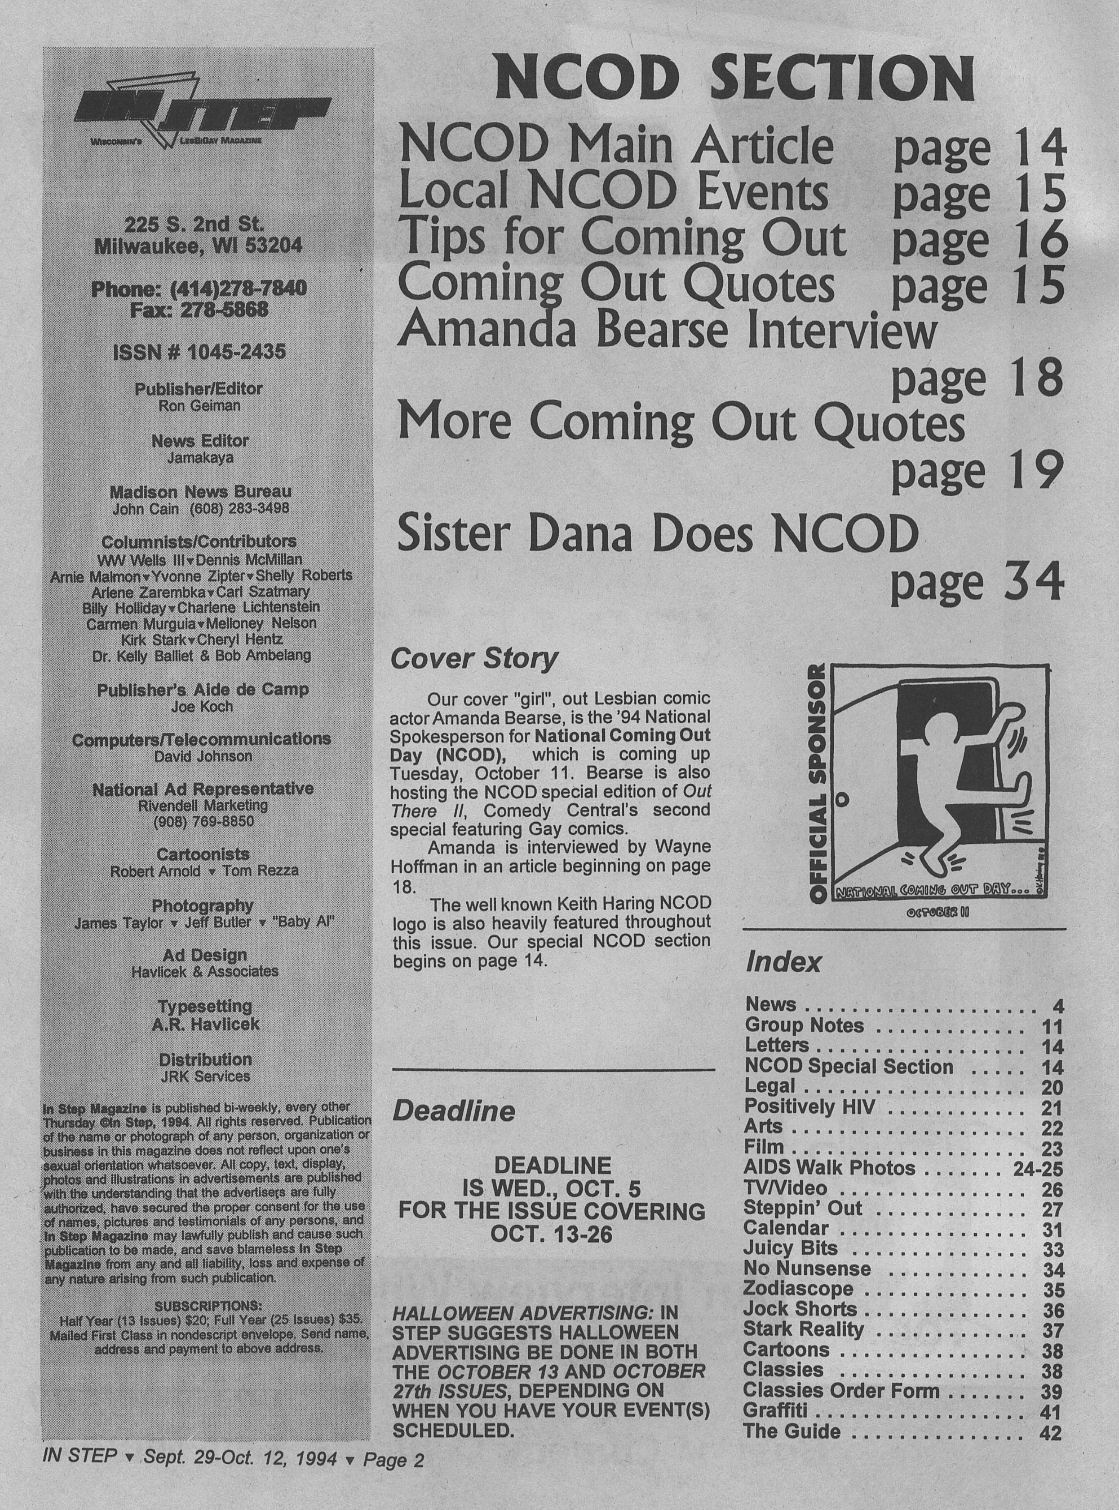 IN STEP
WISCONSIN'S LESBIGAY MAGAZINE
225 S. 2nd St.
Milwaukee, WI 53204
Phone: (414)278-7840
Fax: 278-5868
ISSN # 1045-2435
Publisher/Editor
Ron Geiman
News Editor
Jamakaya
Madison News Bureau
John Cain (608) 283-3498
Columnists/Contributors
WW Wells III▼Dennis McMillan
Arnie Malmon▼Yvonne Zipter▼Shelly Roberts
Arlene Zarembka▼Carl Szatmary
Billy Holliday▼Charlene Lichtenstein
Carmen Murguia▼Melloney Nelson
Kirk Stark▼Cheryl Hentz
Dr. Kelly Balliet & Bob Ambelang
Publisher's Aide de Camp
Joe Koch
Computers/Telecommunications
David Johnson
National Ad Representative
Rivendell Marketing
(908) 769-8850
Cartoonists
Robert Arnold ▼ Tom Rezza
Photography
James Taylor ▼ Jeff Butler ▼ "Baby Al"
Ad Design
Havlicek & Associates
Typesetting
A.R. Havlicek
Distribution
JRK Services
In Step Magazine is published bi-weekly, every other
Thursday ©In Step, 1994. All rights reserved. Publication
of the name or photograph of any person, organization or
business in this magazine does not reflect upon one's
sexual orientation whatsoever. All copy, text, display,
photos and illustrations in advertisements are published
with the understanding that the advertisers are fully
authorized, have secured the proper consent for the use
of names, pictures and testimonials of any persons, and
In Step Magazine may lawfully publish and cause such
publication to be made, and save blameless In Step
Magazine from any and all liability, loss and expense of
any nature arising from such publication.
SUBSCRIPTIONS:
Half Year (13 Issues) $20; Full Year (25 Issues) $35.
Mailed First Class in nondescript envelope. Send name,
address and payment to above address.
NCOD SECTION
NCOD Main Article page 14
Local NCOD Events page 15
Tips for Coming Out page 16
Coming Out Quotes page 15
Amanda Bearse Interview
page 18
More Coming Out Quotes
page 19
Sister Dana Does NCOD
page 34
Cover Story
Our cover "girl", out Lesbian comic
actor Amanda Bearse, is the '94 National
Spokesperson for National Coming Out
Day (NCOD), which is coming up
Tuesday, October 11. Bearse is also
hosting the NCOD special edition of Out
There II, Comedy Central's second
special featuring Gay comics.
Amanda is interviewed by Wayne
Hoffman in an article beginning on page
18.
The well known Keith Haring NCOD
logo is also heavily featured throughout
this issue. Our special NCOD section
begins on page 14.
Deadline
DEADLINE
IS WED., OCT. 5
FOR THE ISSUE COVERING
OCT. 13-26
HALLOWEEN ADVERTISING: IN
STEP SUGGESTS HALLOWEEN
ADVERTISING BE DONE IN BOTH
THE OCTOBER 13 AND OCTOBER
27th ISSUES, DEPENDING ON
WHEN YOU HAVE YOUR EVENT(S)
SCHEDULED.
OFFICIAL SPONSOR
NATIONAL COMING OUT DAY...
OCTOBER 11
Index
News . . . . . . . . . . . . . . . . . . . . 4
Group Notes . . . . . . . . . . . . . 11
Letters . . . . . . . . . . . . . . . . . . 14
NCOD Special Section . . . . . 14
Legal . . . . . . . . . . . . . . . . . . . 20
Positively HIV . . . . . . . . . . . . 21
Arts . . . . . . . . . . . . . . . . . . . . 22
Film . . . . . . . . . . . . . . . . . . . . 23
AIDS Walk Photos . . . . . . . 24-25
TV/Video . . . . . . . . . . . . . . . . 26
Steppin' Out . . . . . . . . . . . . . . 27
Calendar . . . . . . . . . . . . . . . . 31
Juicy Bits . . . . . . . . . . . . . . . 33
No Nunsense . . . . . . . . . . . . 34
Zodiascope . . . . . . . . . . . . . . 35
Jock Shorts . . . . . . . . . . . . . . 36
Stark Reality . . . . . . . . . . . . . 37
Cartoons . . . . . . . . . . . . . . . . 38
Classies . . . . . . . . . . . . . . . . . 38
Classies Order Form . . . . . . . 39
Graffiti . . . . . . . . . . . . . . . . . . 41
The Guide . . . . . . . . . . . . . . . 42
IN STEP ▼ Sept. 29-Oct. 12, 1994 ▼ Page 2